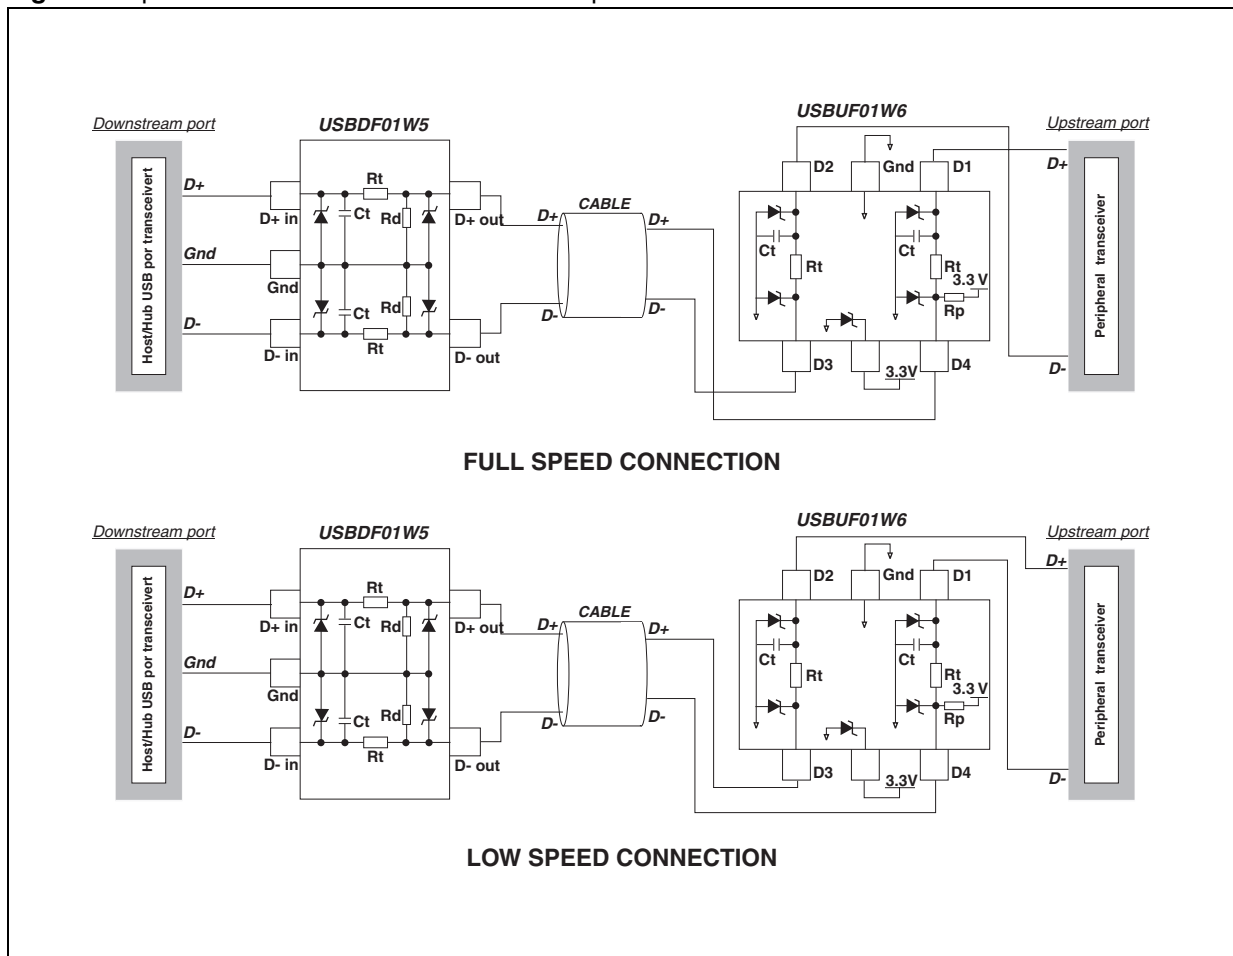 Downstream port
USBDF01W5
USBUF01W6
Upstream port
Host/Hub USB por transceivert
D+
Gnd
D-
D+ in
Gnd
D- in
Rt
Ct
Rd
Ct
Rd
Rt
D+ out
D- out
D+
CABLE
D+
D-
D-
D2
Gnd
D1
Ct
Rt
Ct
Rt
3.3 V
Rp
D3
3.3V
D4
D+
D-
Peripheral transceiver
FULL SPEED CONNECTION
Downstream port
USBDF01W5
USBUF01W6
Upstream port
Host/Hub USB por transceivert
D+
Gnd
D-
D+ in
Gnd
D- in
Rt
Ct
Rd
Ct
Rd
Rt
D+ out
D- out
D+
CABLE
D+
D-
D-
D2
Gnd
D1
Ct
Rt
Ct
Rt
3.3 V
Rp
D3
3.3V
D4
D+
D-
Peripheral transceiver
LOW SPEED CONNECTION